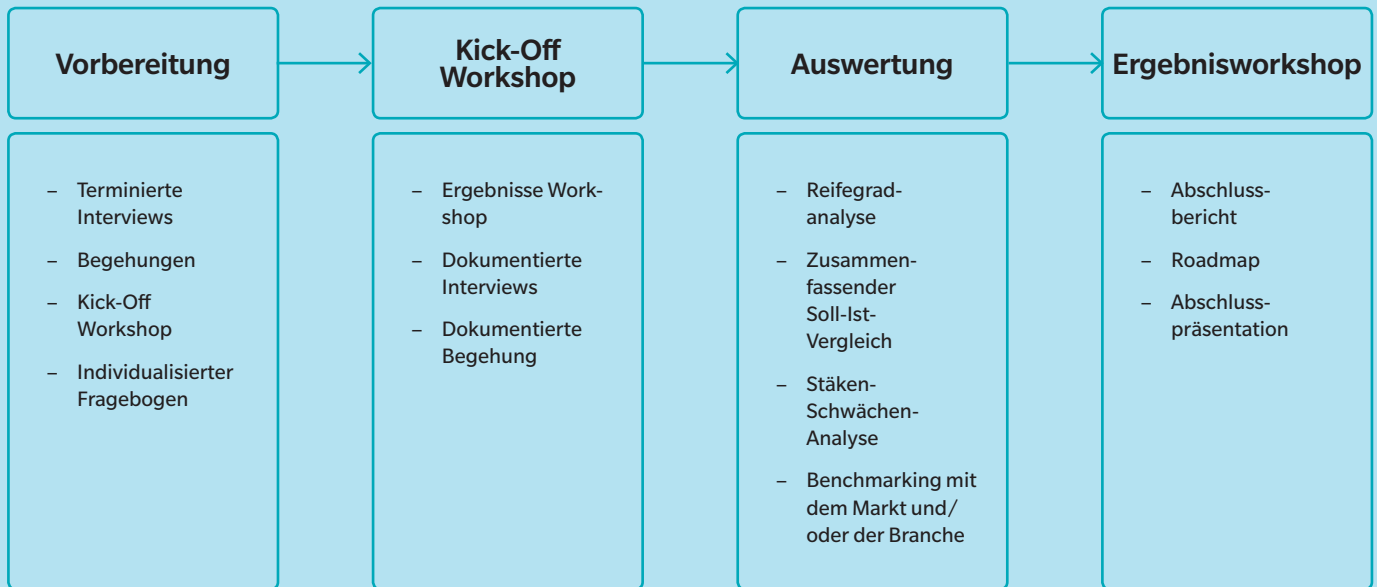 Vorbereitung
– Terminierte
Interviews
– Begehungen
– Kick-Off
Workshop
– Individualisierter
Fragebogen
Kick-Off
Workshop
– Ergebnisse Work-
shop
– Dokumentierte
Interviews
– Dokumentierte
Begehung
Auswertung
– Reifegrad-
analyse
– Zusammen-
fassender
Soll-Ist-
Vergleich
– Stäken-
Schwächen-
Analyse
– Benchmarking mit
dem Markt und/
oder der Branche
Ergebnisworkshop
– Abschluss-
bericht
– Roadmap
– Abschluss-
präsentation